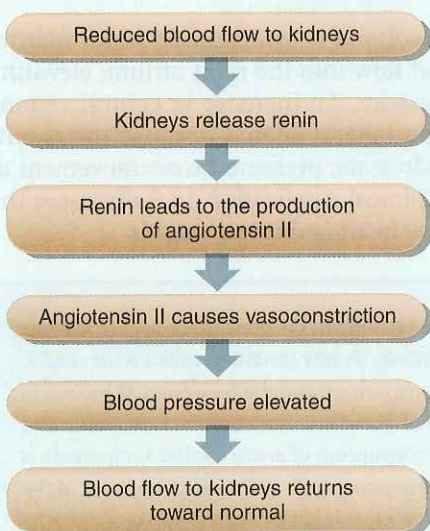 Reduced blood flow to kidneys
Kidneys release renin
Renin leads to the production
of angiotensin II
Angiotensin II causes vasoconstriction
Blood pressure elevated
Blood flow to kidneys returns
toward normal